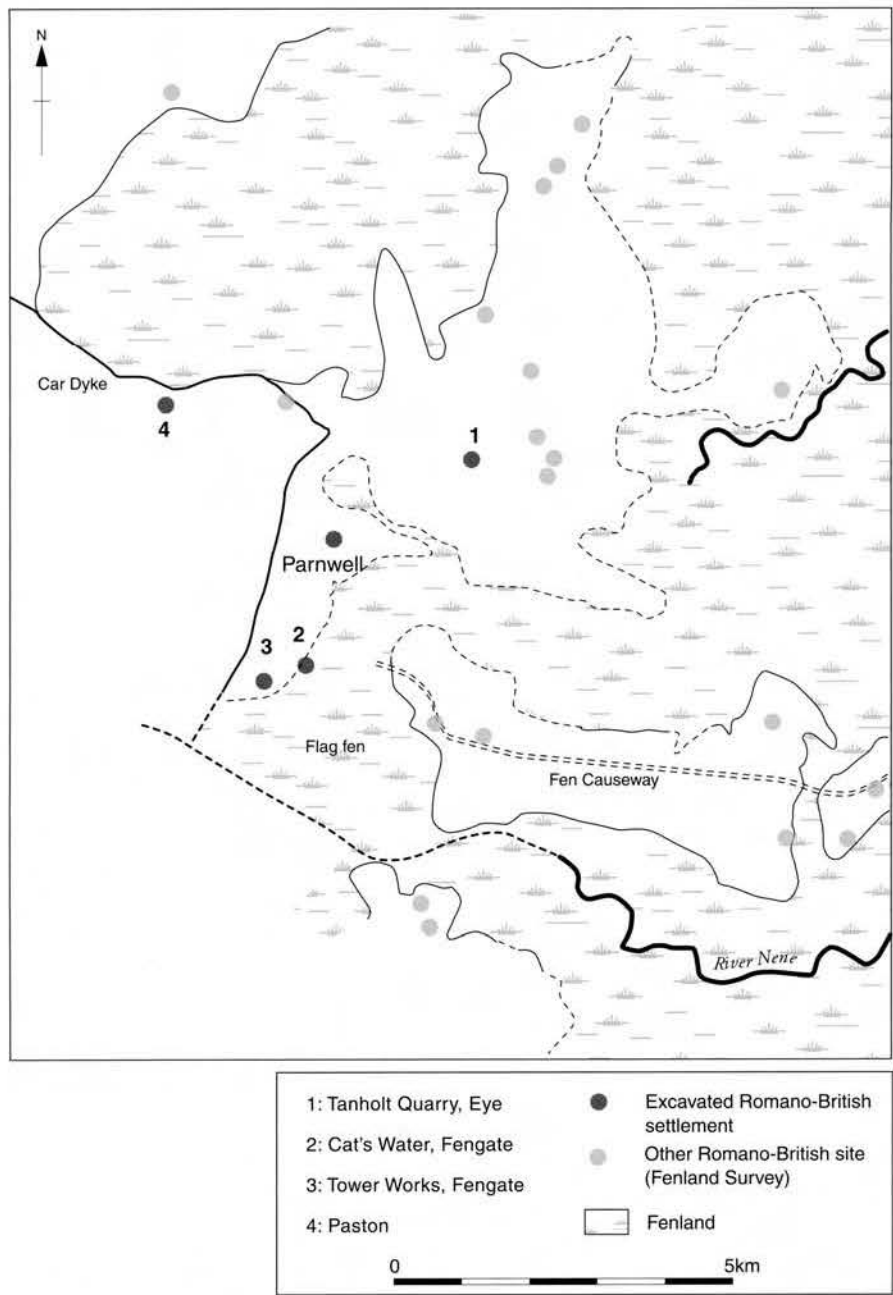 N
Car Dyke
4
1
Parnwell
3
2
Flag fen
Fen Causeway
River Nene
1: Tanholt Quarry, Eye
2: Cat's Water, Fengate
3: Tower Works, Fengate
4: Paston
Excavated Romano-British
settlement
Other Romano-British site
(Fenland Survey)
Fenland
0
5km